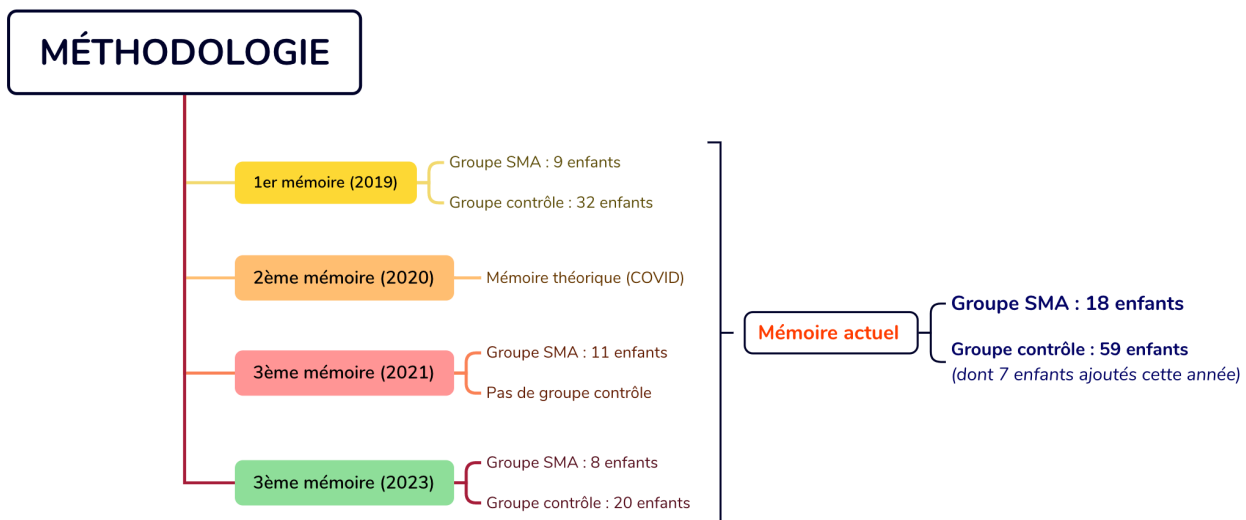 MÉTHODOLOGIE
1er mémoire (2019)
Groupe SMA : 9 enfants
Groupe contrôle : 32 enfants
2ème mémoire (2020)
Mémoire théorique (COVID)
3ème mémoire (2021)
Groupe SMA : 11 enfants
Pas de groupe contrôle
3ème mémoire (2023)
Groupe SMA : 8 enfants
Groupe contrôle : 20 enfants
Mémoire actuel
Groupe SMA : 18 enfants
Groupe contrôle : 59 enfants
(dont 7 enfants ajoutés cette année)